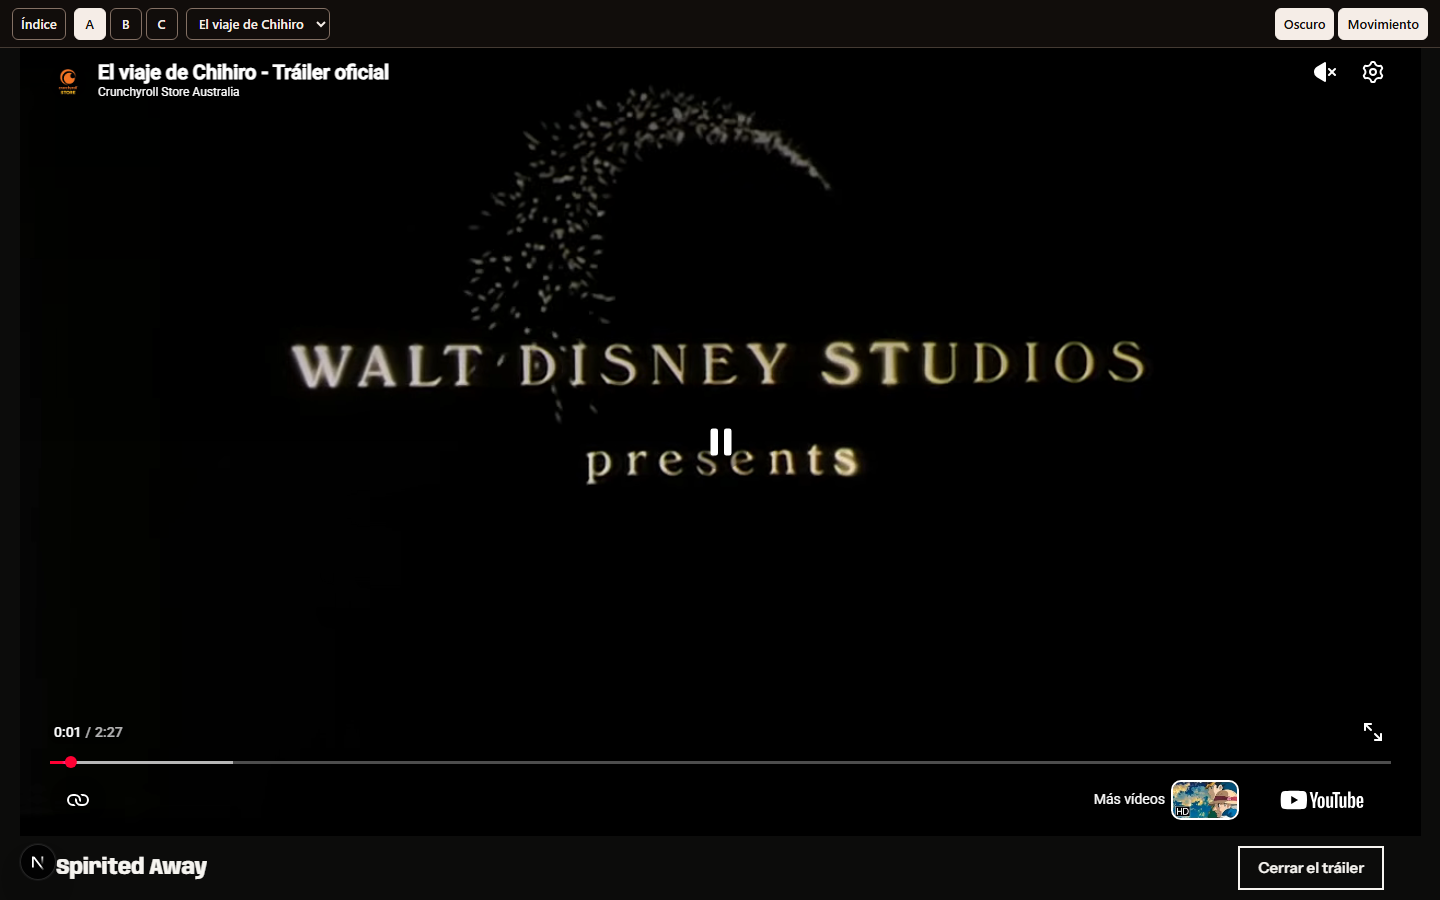 Índice
A
B
C
El viaje de Chihiro
Oscuro
Movimiento
El viaje de Chihiro - Tráiler oficial
Crunchyroll Store Australia
WALT DISNEY STUDIOS
presents
0:01 / 2:27
Más vídeos
HD
YouTube
N
Spirited Away
Cerrar el tráiler